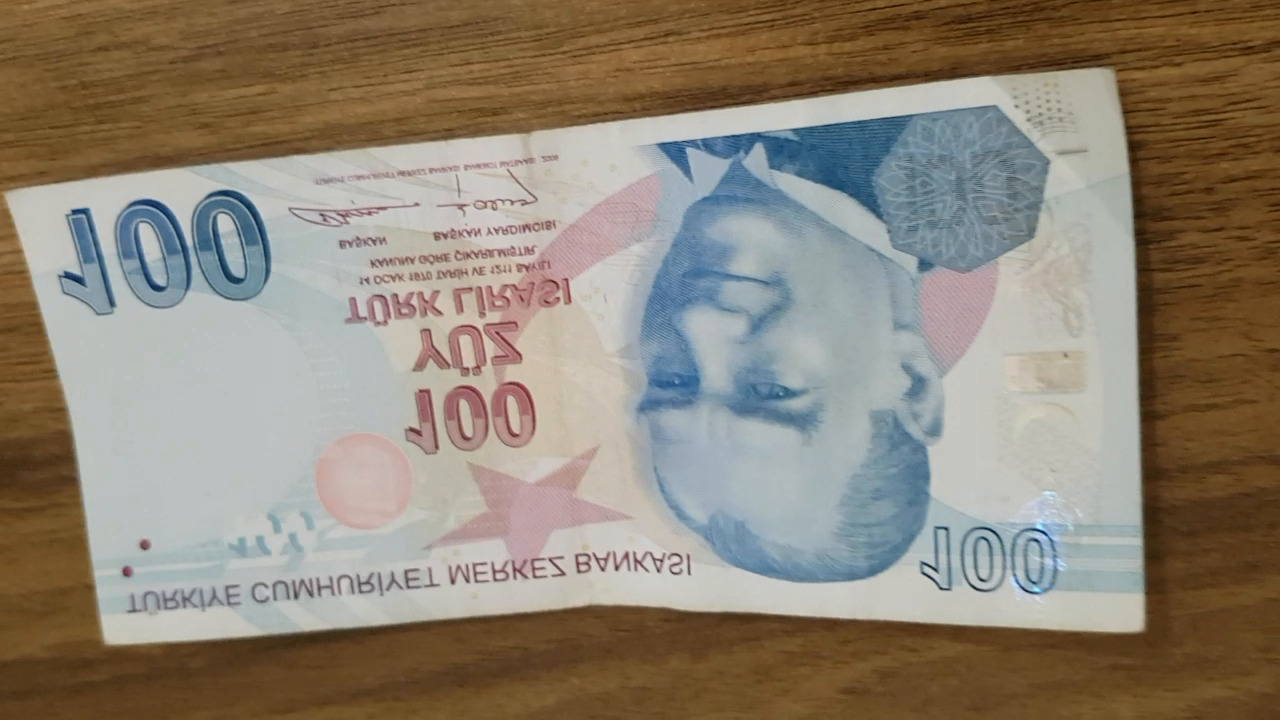 TÜRKİYE CUMHURİYET MERKEZ BANKASI
100
100
YÜZ
TÜRK LİRASI
14 OCAK 1970 TARİH VE 1211 SAYILI
KANUNA GÖRE ÇIKARILMIŞTIR.
BAŞKAN BAŞKAN YARDIMCISI
100